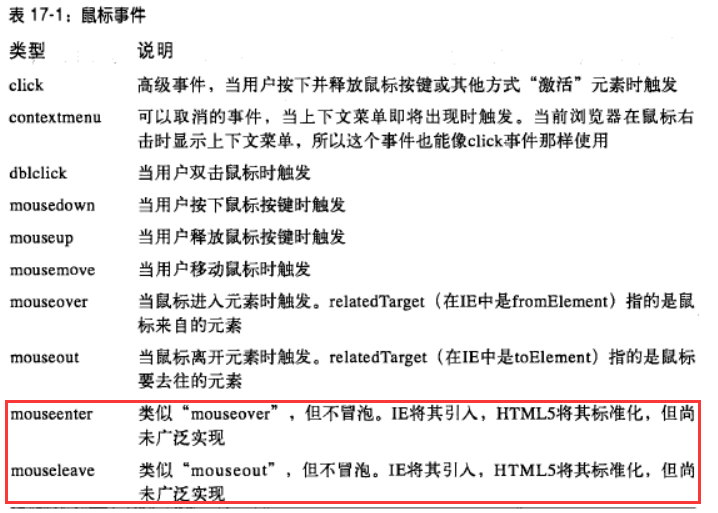 表 17-1：鼠标事件
类型 说明
click 高级事件，当用户按下并释放鼠标按键或其他方式“激活”元素时触发
contextmenu 可以取消的事件，当上下文菜单即将出现时触发。当前浏览器在鼠标右
击时显示上下文菜单，所以这个事件也能像click事件那样使用
dblclick 当用户双击鼠标时触发
mousedown 当用户按下鼠标按键时触发
mouseup 当用户释放鼠标按键时触发
mousemove 当用户移动鼠标时触发
mouseover 当鼠标进入元素时触发。relatedTarget（在IE中是fromElement）指的是鼠
标来自的元素
mouseout 当鼠标离开元素时触发。relatedTarget（在IE中是toElement）指的是鼠标
要去往的元素
mouseenter 类似“mouseover”，但不冒泡。IE将其引入，HTML5将其标准化，但尚
未广泛实现
mouseleave 类似“mouseout”，但不冒泡。IE将其引入，HTML5将其标准化，但尚
未广泛实现